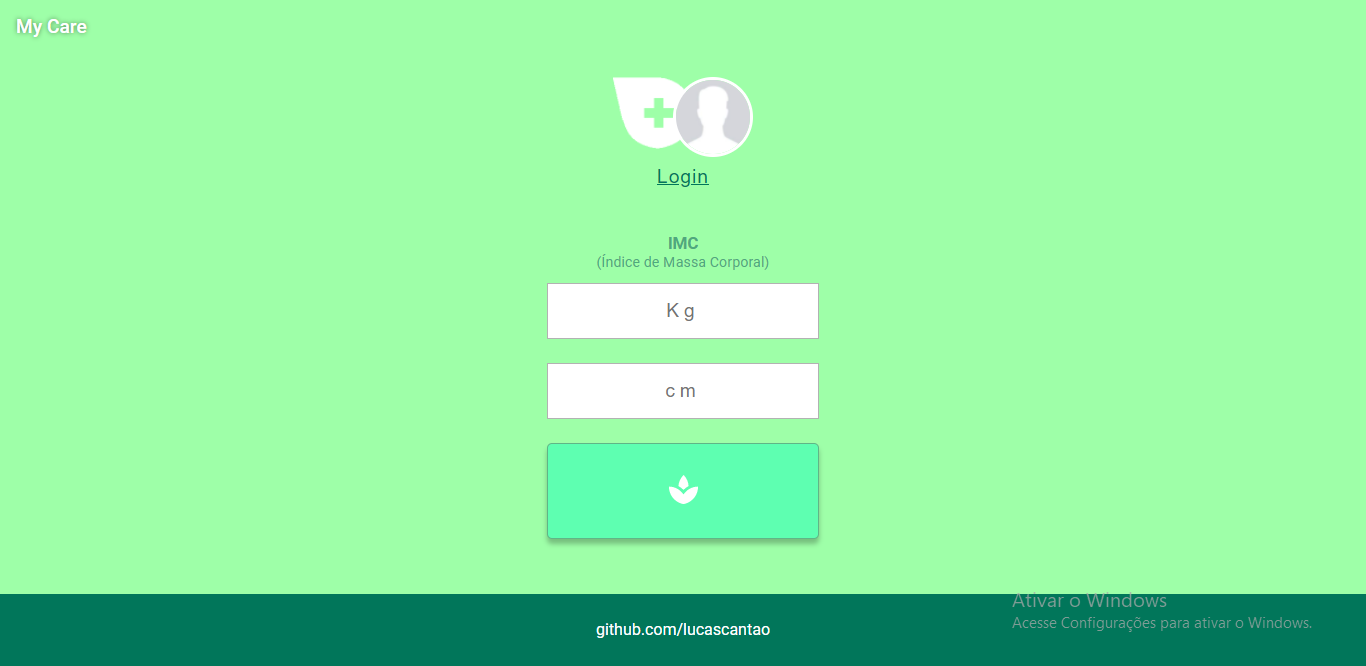 My Care
Login
IMC
(Índice de Massa Corporal)
K g
c m
Ativar o Windows
Acesse Configurações para ativar o Windows.
github.com/lucascantao